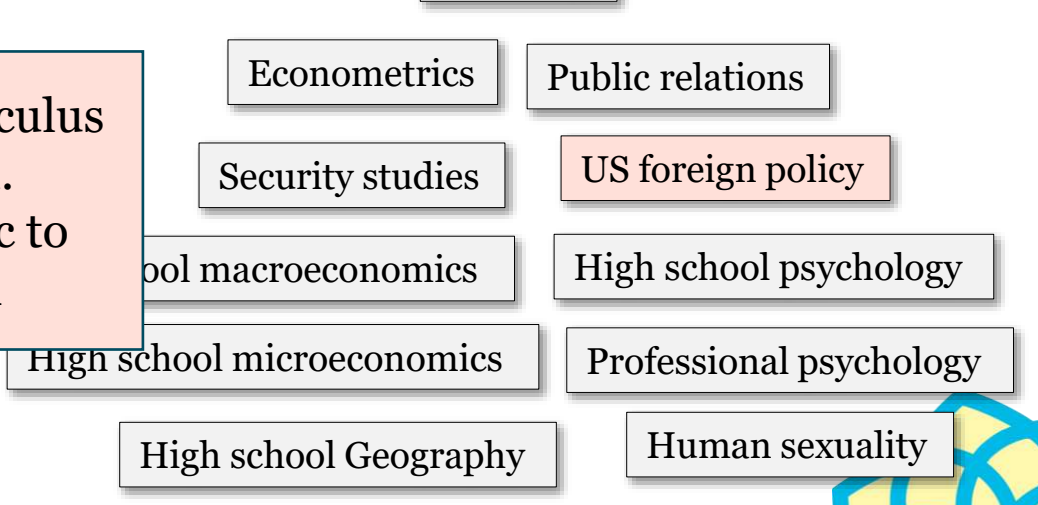 Econometrics
Public relations
culus
.
Security studies
US foreign policy
c to
ool macroeconomics
High school psychology
High school microeconomics
Professional psychology
High school Geography
Human sexuality